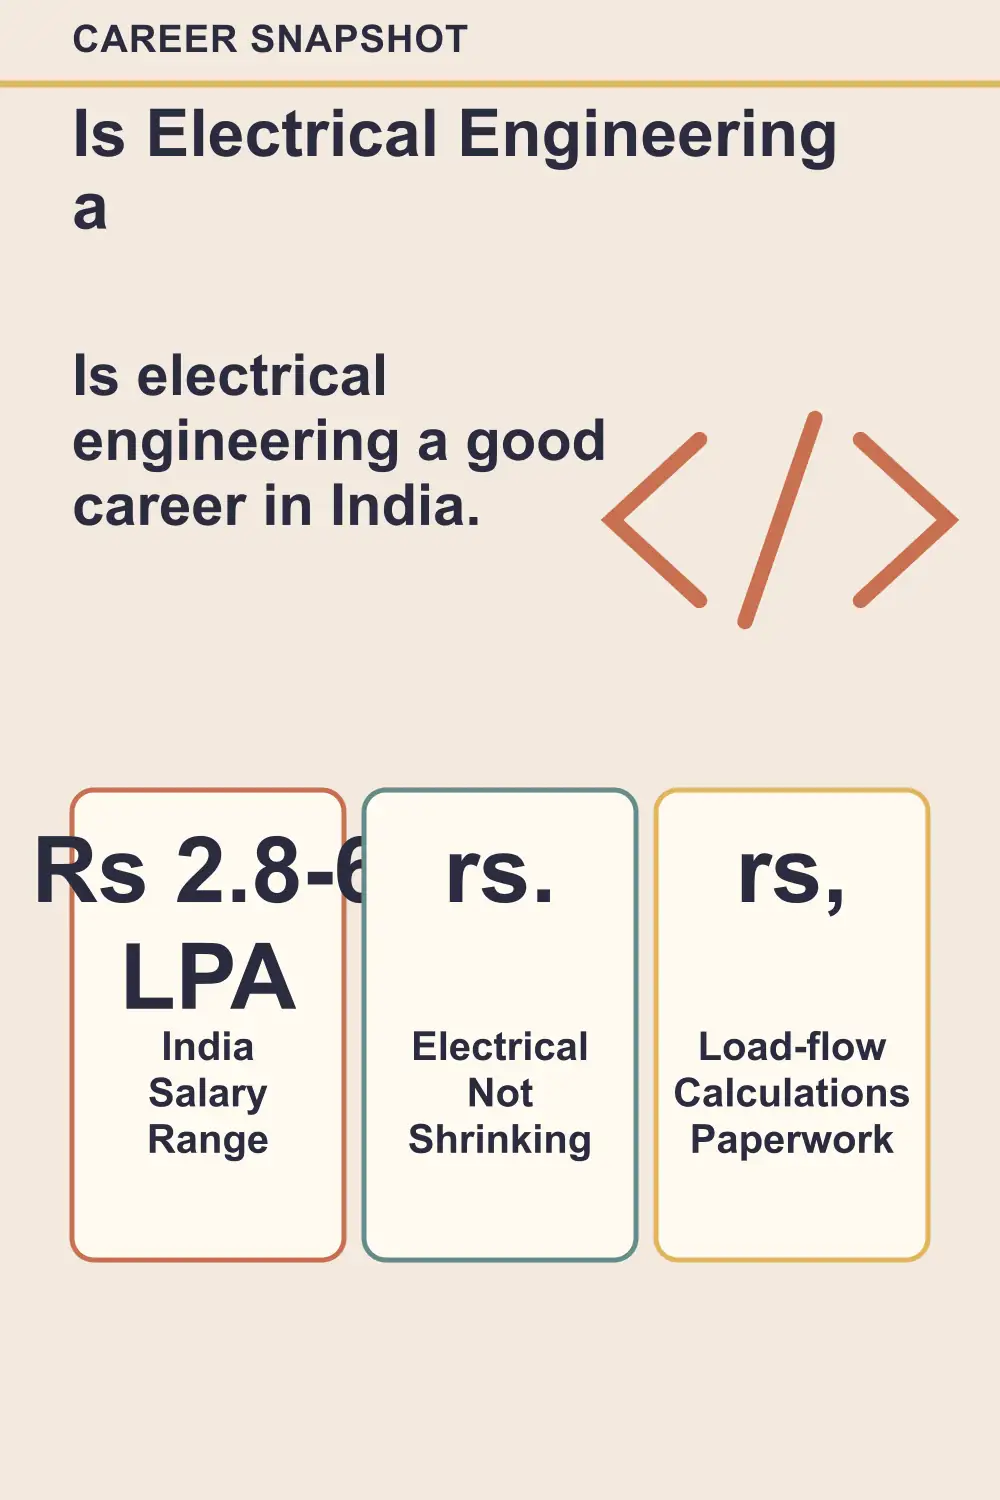 CAREER SNAPSHOT
Is Electrical Engineering
a
Is electrical
engineering a good
career in India.
Rs 2.8-6
LPA
India
Salary
Range
rs.
Electrical
Not
Shrinking
rs,
Load-flow
Calculations
Paperwork